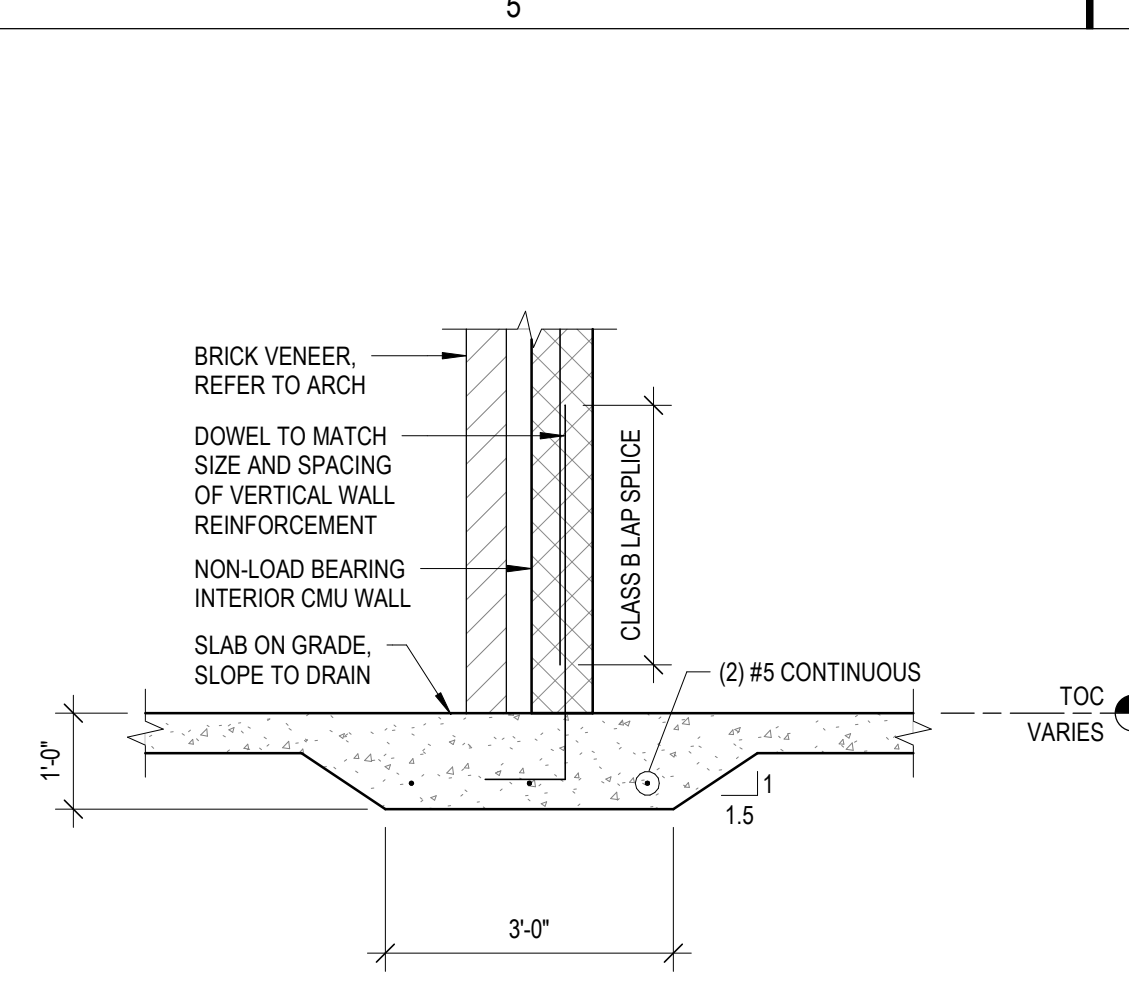 5
BRICK VENEER,
REFER TO ARCH
DOWEL TO MATCH
SIZE AND SPACING
OF VERTICAL WALL
REINFORCEMENT
NON-LOAD BEARING
INTERIOR CMU WALL
SLAB ON GRADE,
SLOPE TO DRAIN
CLASS B LAP SPLICE
(2) #5 CONTINUOUS
TOC
VARIES
1'-0"
1
1.5
3'-0"